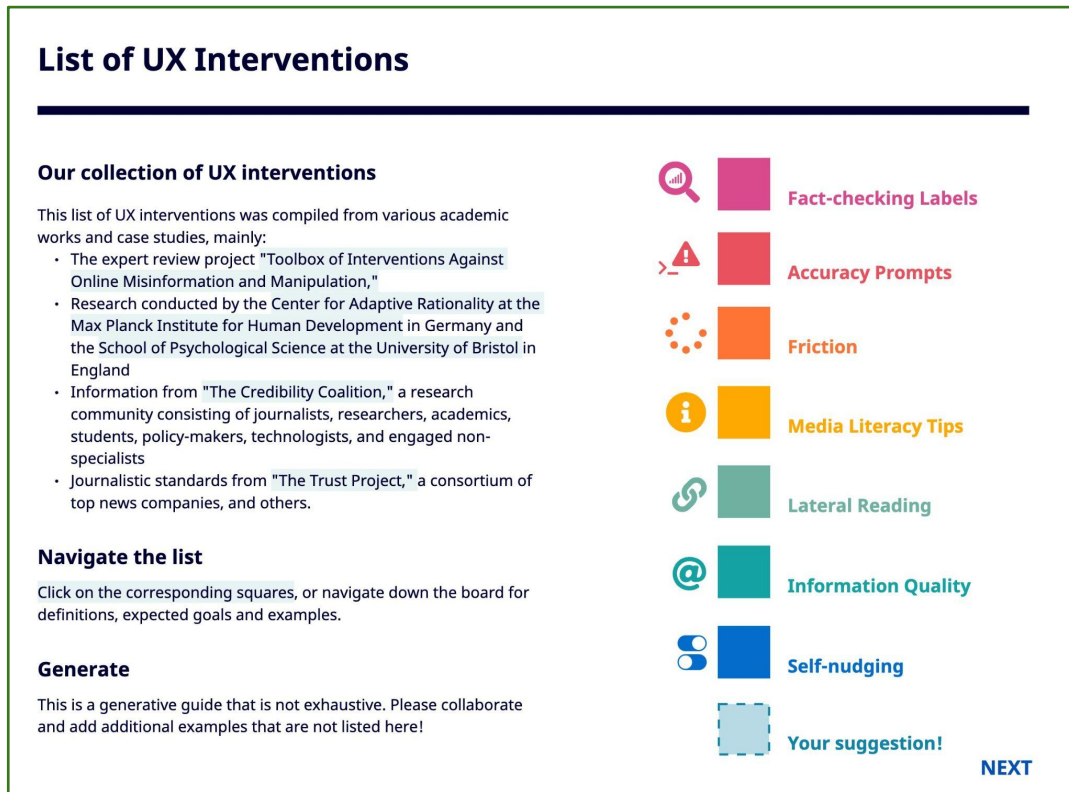 List of UX Interventions
Our collection of UX interventions
This list of UX interventions was compiled from various academic
works and case studies, mainly:
• The expert review project "Toolbox of Interventions Against
Online Misinformation and Manipulation,"
• Research conducted by the Center for Adaptive Rationality at the
Max Planck Institute for Human Development in Germany and
the School of Psychological Science at the University of Bristol in
England
• Information from "The Credibility Coalition," a research
community consisting of journalists, researchers, academics,
students, policy-makers, technologists, and engaged non-
specialists
• Journalistic standards from "The Trust Project," a consortium of
top news companies, and others.
Navigate the list
Click on the corresponding squares, or navigate down the board for
definitions, expected goals and examples.
Generate
This is a generative guide that is not exhaustive. Please collaborate
and add additional examples that are not listed here!
Fact-checking Labels
Accuracy Prompts
Friction
Media Literacy Tips
Lateral Reading
Information Quality
Self-nudging
Your suggestion!
NEXT